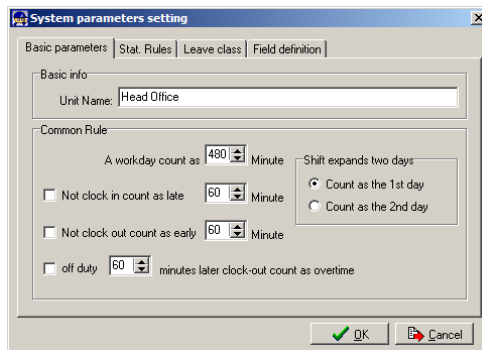 System parameters setting
Basic parameters Stat. Rules Leave class Field definition
Basic info
Unit Name: Head Office
Common Rule
A workday count as 480 Minute
Shift expands two days
Count as the 1st day
Not clock in count as late 60 Minute
Count as the 2nd day
Not clock out count as early 60 Minute
off duty 60 minutes later clock-out count as overtime
OK Cancel